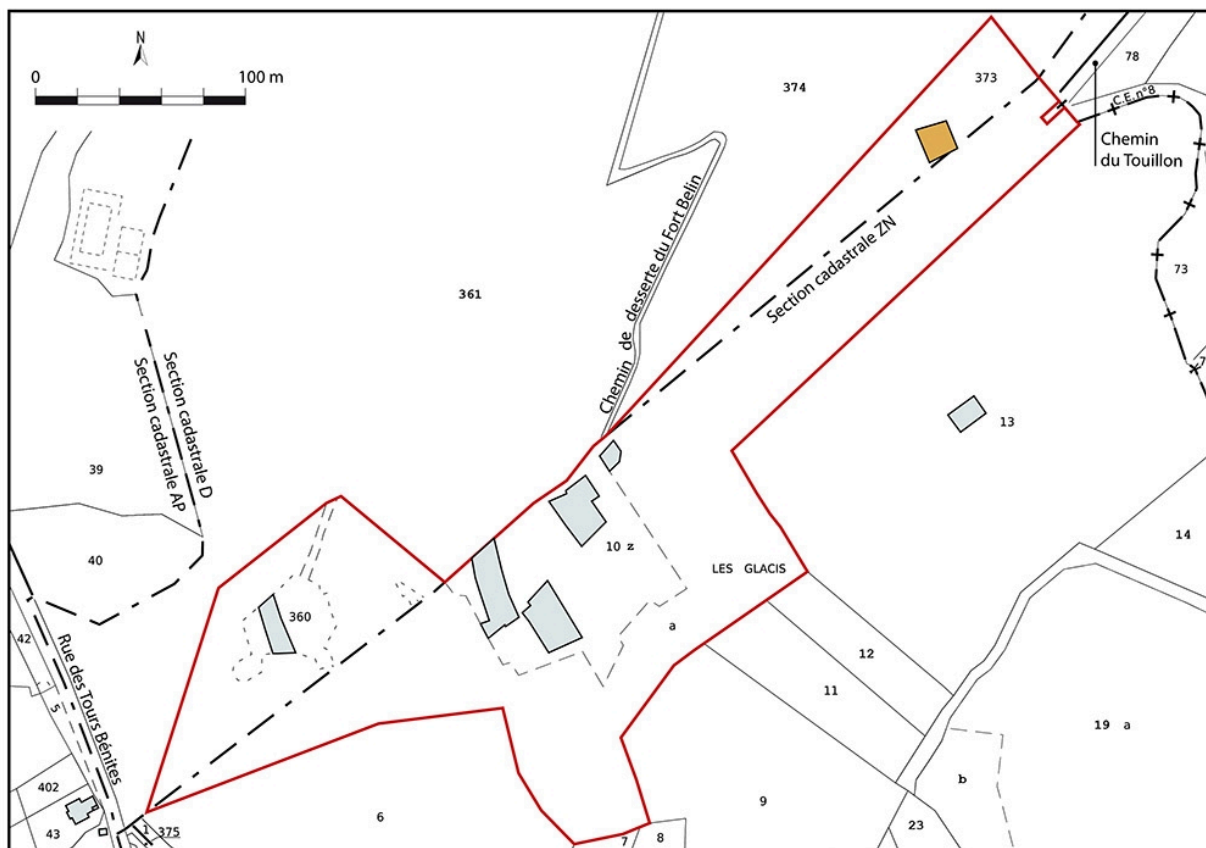 N
0
100 m
374
373
78
C.E. n°8
Chemin
du Touillon
73
7
Chemin de desserte du Fort Belin
Section cadastrale ZN
361
Section cadastrale D
Section cadastrale AP
39
40
13
14
10 z
LES GLACIS
360
a
12
11
42
5
Rue des Tours Bénites
19 a
b
402
43
1
375
6
9
7
8
23